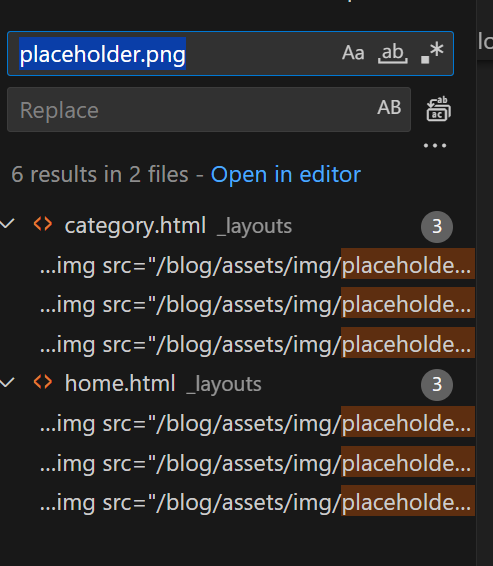 placeholder.png Aa ab *
Replace AB
...
6 results in 2 files - Open in editor
category.html _layouts 3
...img src="/blog/assets/img/placeholde...
...img src="/blog/assets/img/placeholde...
...img src="/blog/assets/img/placeholde...
home.html _layouts 3
...img src="/blog/assets/img/placeholde...
...img src="/blog/assets/img/placeholde...
...img src="/blog/assets/img/placeholde...